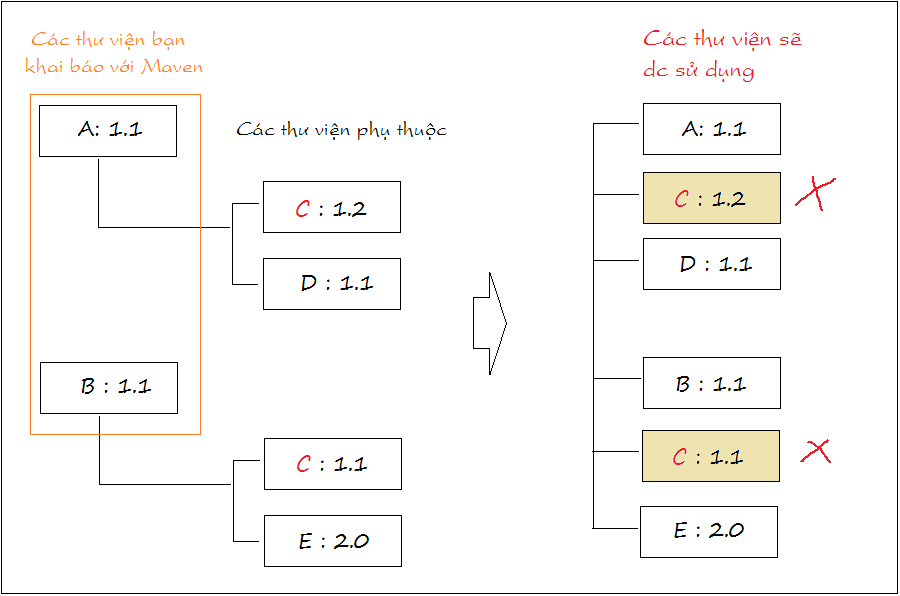 Các thư viện bạn
khai báo với Maven
A: 1.1
Các thư viện phụ thuộc
C : 1.2
D : 1.1
B : 1.1
C : 1.1
E : 2.0
Các thư viện sẽ
dc sử dụng
A: 1.1
C : 1.2
D : 1.1
B : 1.1
C : 1.1
E : 2.0